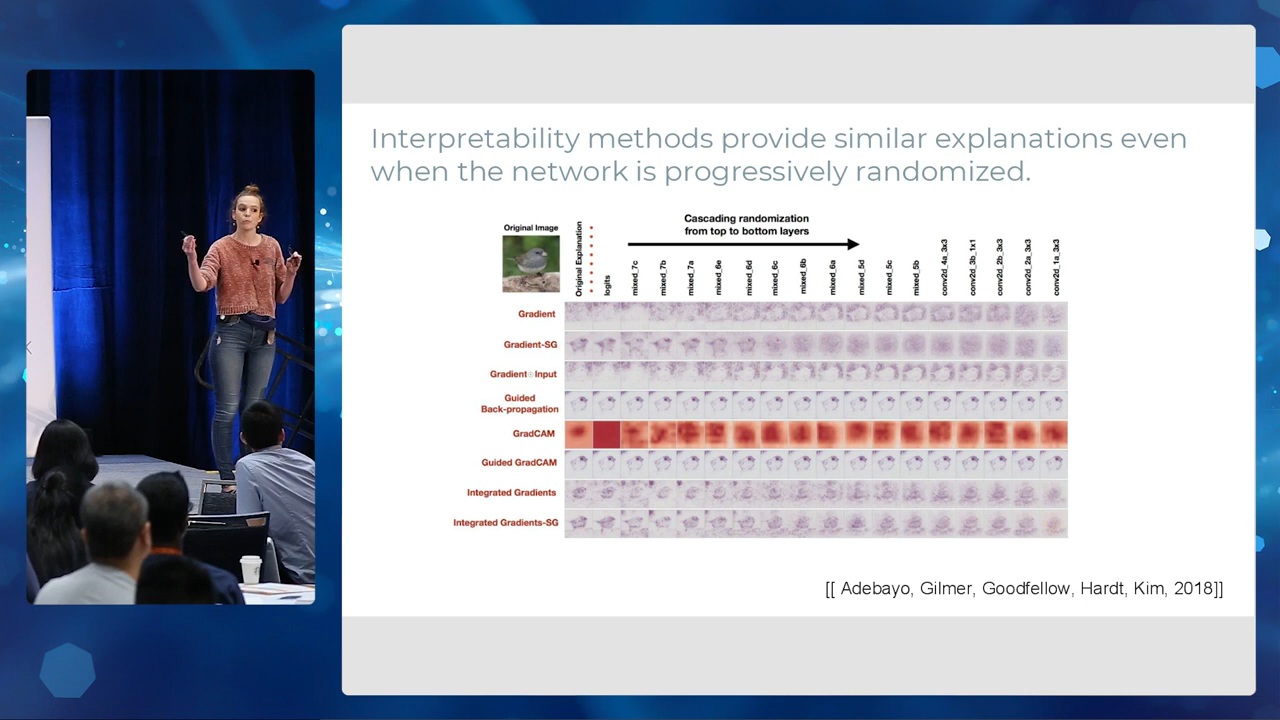 Interpretability methods provide similar explanations even
when the network is progressively randomized.
Cascading randomization
from top to bottom layers
Original Image
Original Explanation
logits
mixed_7c
mixed_7b
mixed_7a
mixed_6e
mixed_6d
mixed_6c
mixed_6b
mixed_6a
mixed_5d
mixed_5c
mixed_5b
conv2d_4a_3x3
conv2d_3b_1x1
conv2d_2b_3x3
conv2d_2a_3x3
conv2d_1a_3x3
Gradient
Gradient-SG
Gradient⊙Input
Guided
Back-propagation
GradCAM
Guided GradCAM
Integrated Gradients
Integrated Gradients-SG
[[ Adebayo, Gilmer, Goodfellow, Hardt, Kim, 2018]]